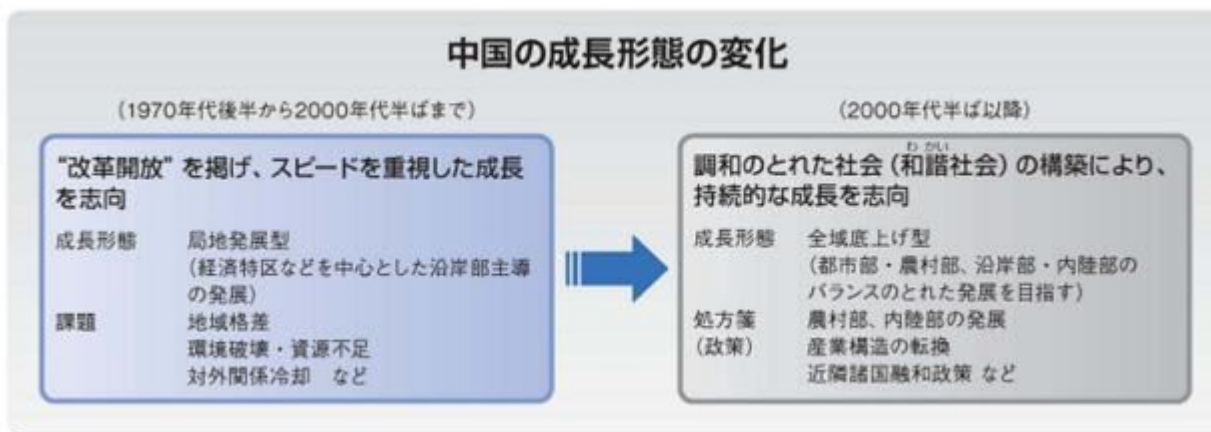 中国の成長形態の変化
(1970年代後半から2000年代半ばまで)
“改革開放”を掲げ、スピードを重視した成長
を志向
成長形態 局地発展型
(経済特区などを中心とした沿岸部主導
の発展)
課題 地域格差
環境破壊・資源不足
対外関係冷却 など
(2000年代半ば以降)
わ かい
調和のとれた社会(和諧社会)の構築により、
持続的な成長を志向
成長形態 全域底上げ型
(都市部・農村部、沿岸部・内陸部の
バランスのとれた発展を目指す)
処方箋 農村部、内陸部の発展
(政策) 産業構造の転換
近隣諸国融和政策 など